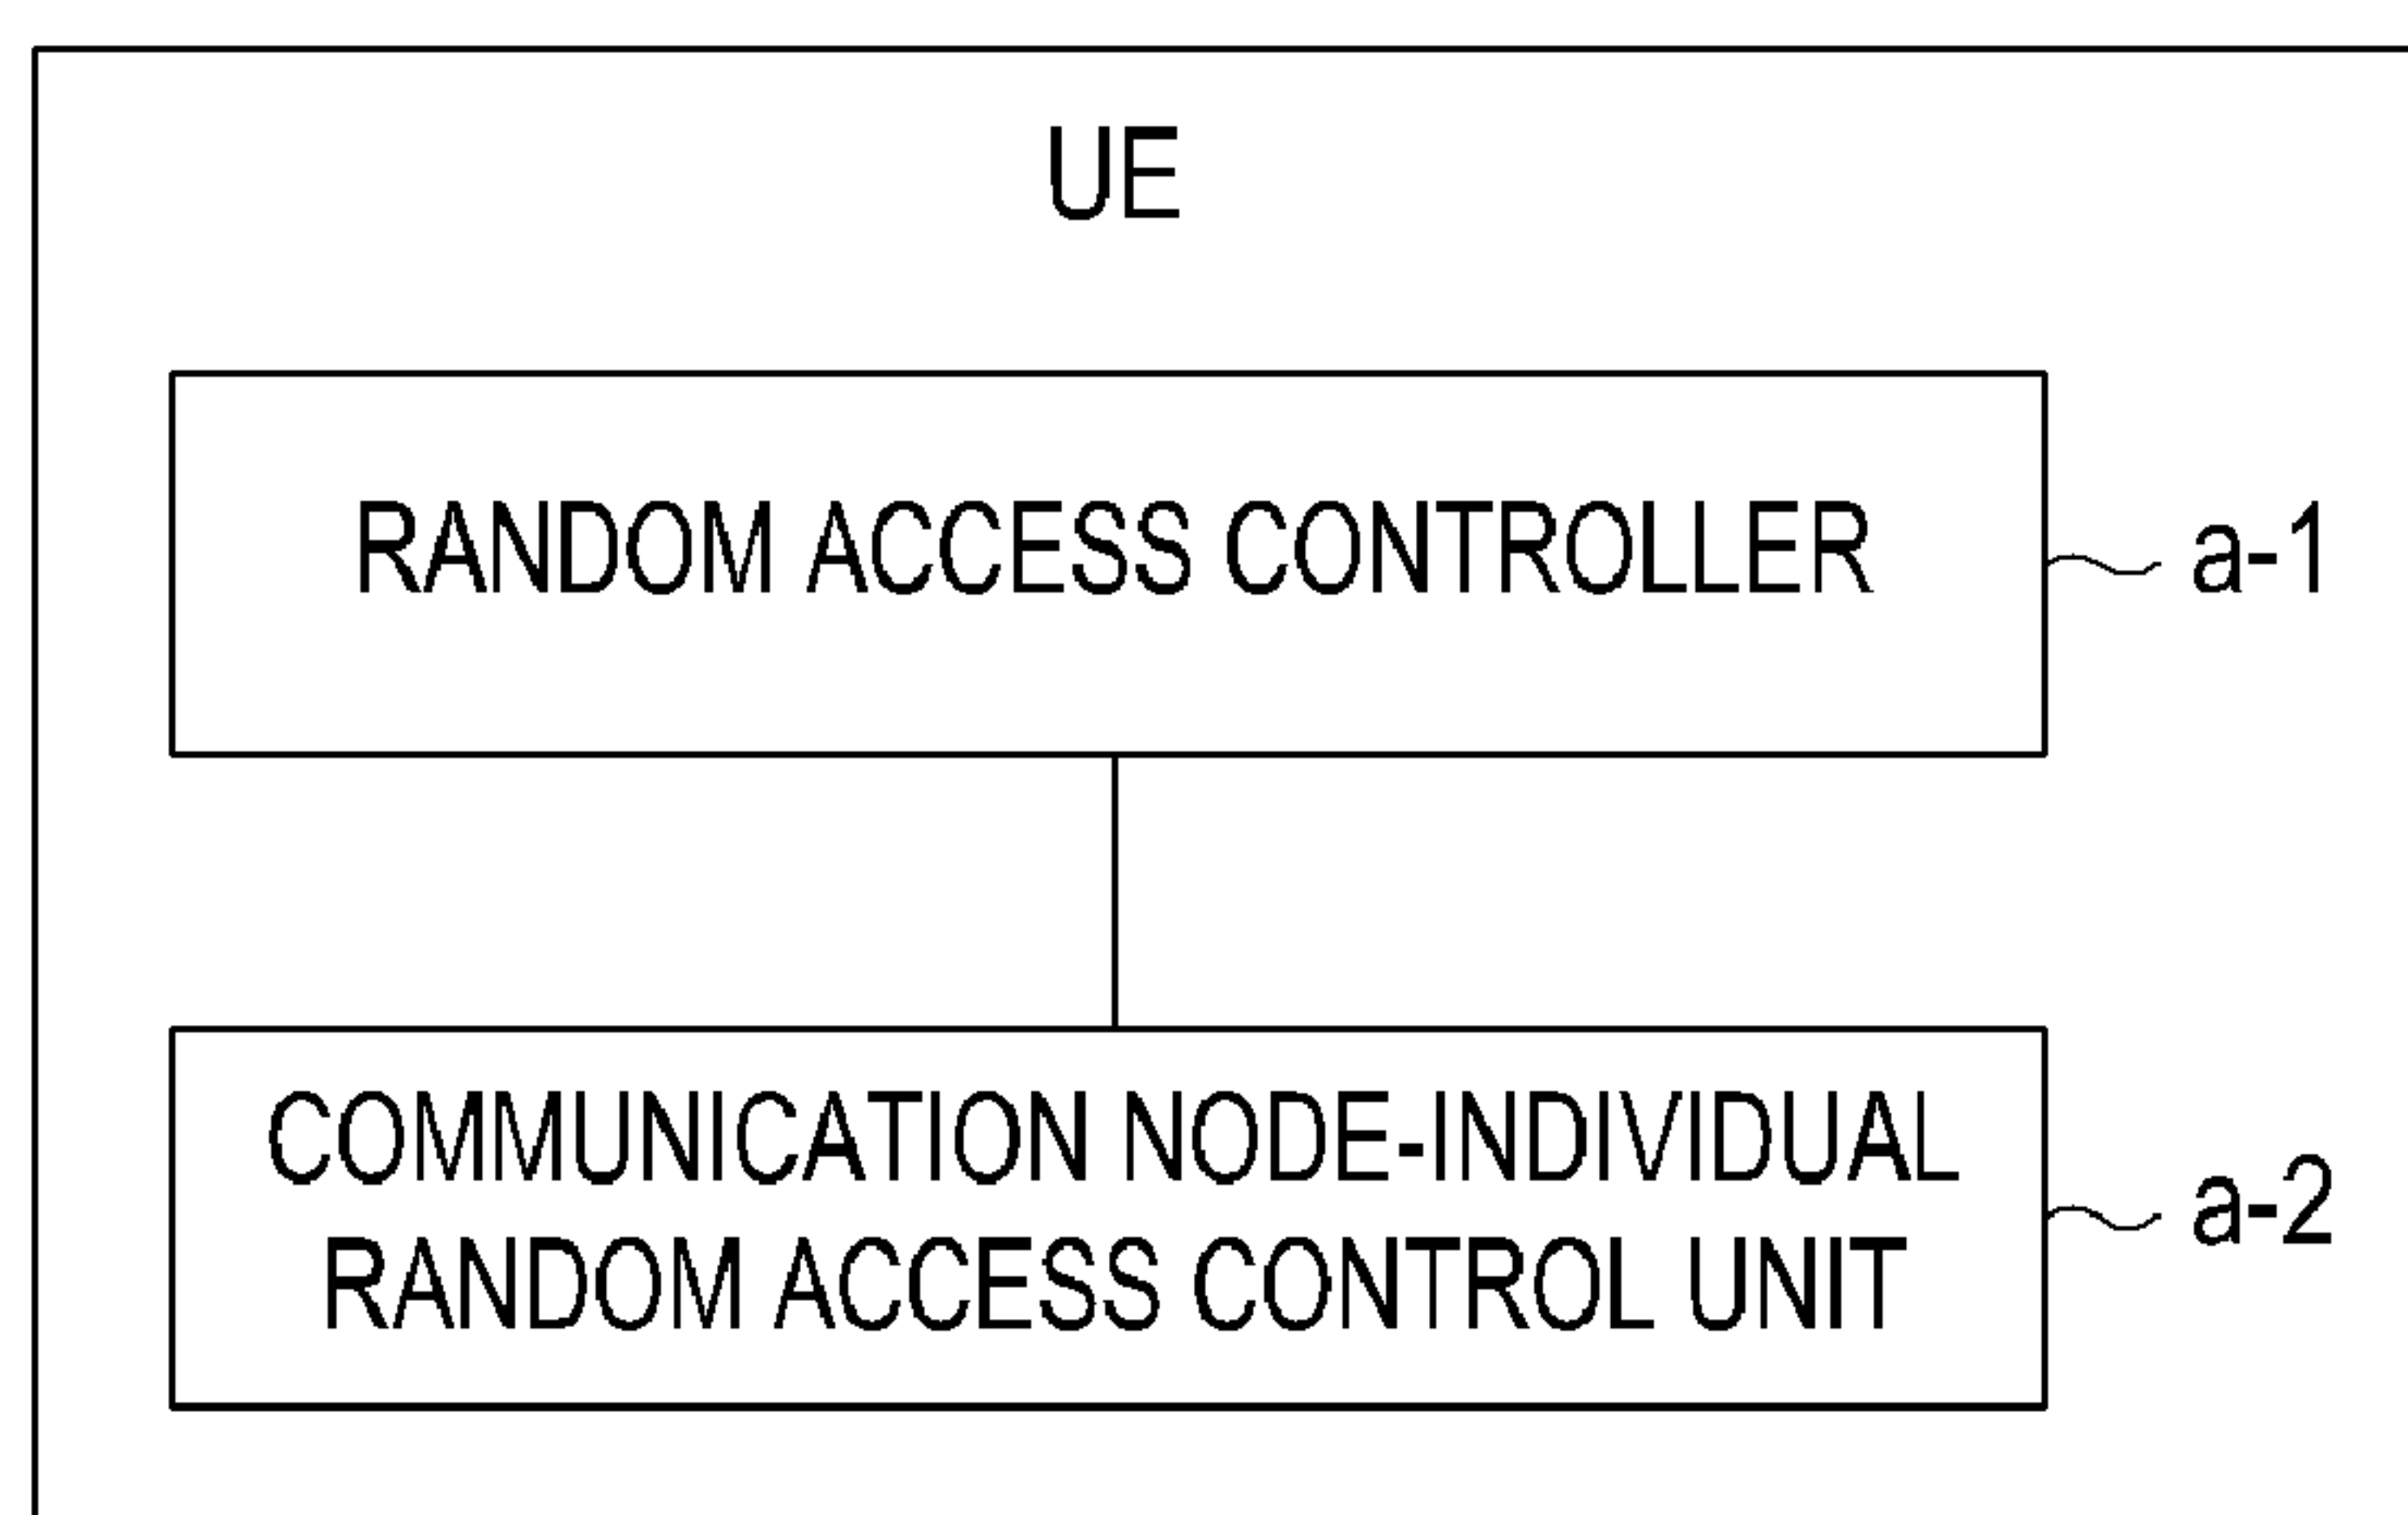 UE
RANDOM ACCESS CONTROLLER
a-1
COMMUNICATION NODE-INDIVIDUAL
RANDOM ACCESS CONTROL UNIT
a-2